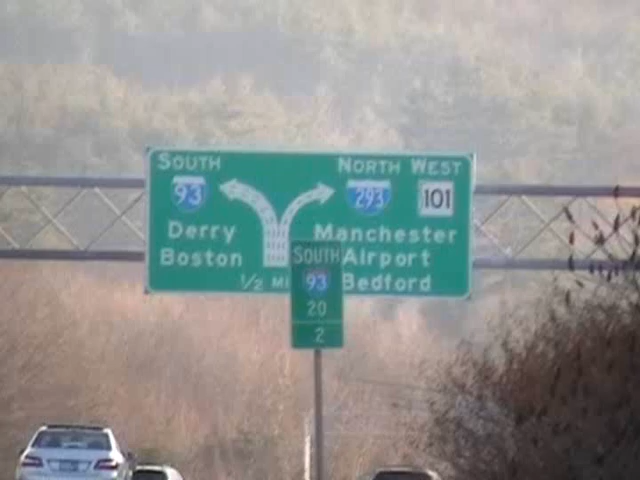 SOUTH
93
Derry
Boston
1/2 MI
NORTH WEST
293
101
Manchester
Airport
Bedford
SOUTH
93
20
2